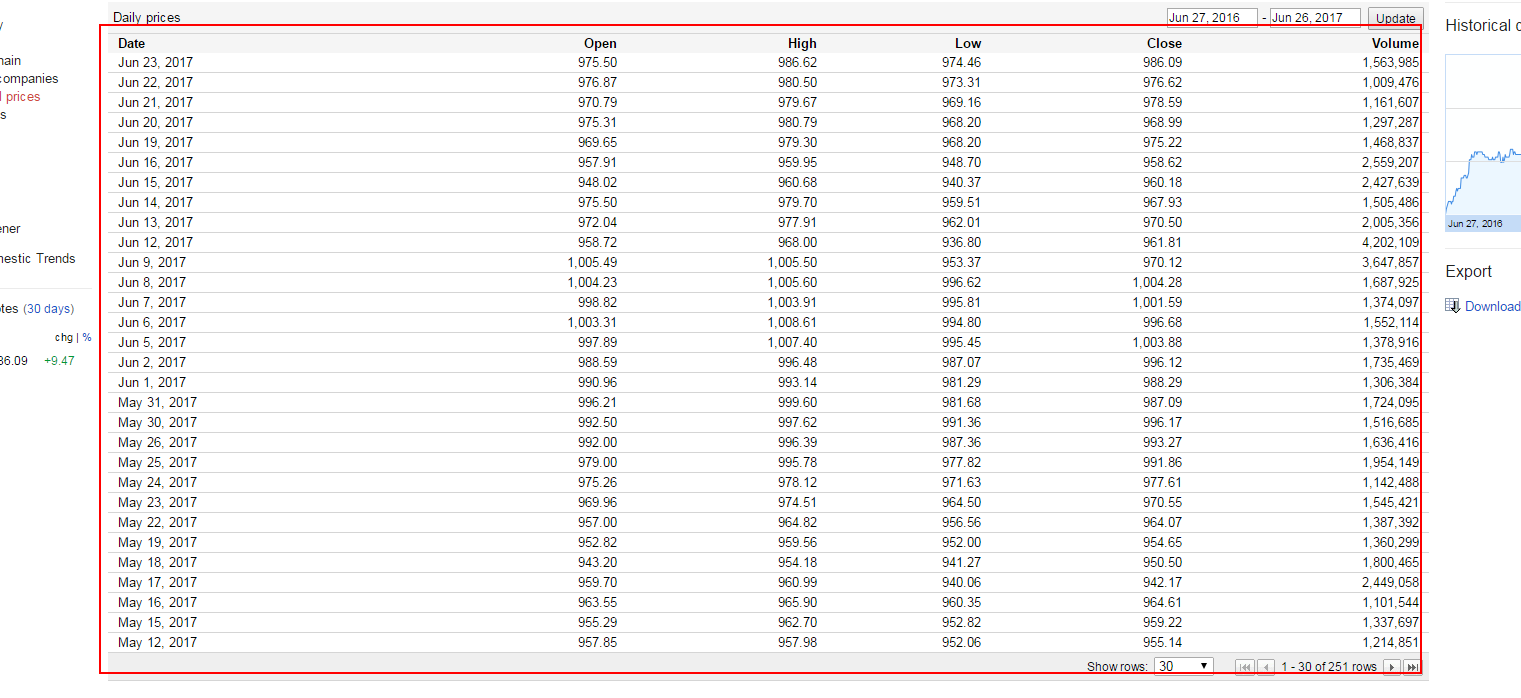 Daily prices Jun 27, 2016 - Jun 26, 2017 Update
Date Open High Low Close Volume
Jun 23, 2017 975.50 986.62 974.46 986.09 1,563,985
Jun 22, 2017 976.87 980.50 973.31 976.62 1,009,476
Jun 21, 2017 970.79 979.67 969.16 978.59 1,161,607
Jun 20, 2017 975.31 980.79 968.20 968.99 1,297,287
Jun 19, 2017 969.65 979.30 968.20 975.22 1,468,837
Jun 16, 2017 957.91 959.95 948.70 958.62 2,559,207
Jun 15, 2017 948.02 960.68 940.37 960.18 2,427,639
Jun 14, 2017 975.50 979.70 959.51 967.93 1,505,486
Jun 13, 2017 972.04 977.91 962.01 970.50 2,005,356
Jun 12, 2017 958.72 968.00 936.80 961.81 4,202,109
Jun 9, 2017 1,005.49 1,005.50 953.37 970.12 3,647,857
Jun 8, 2017 1,004.23 1,005.60 996.62 1,004.28 1,687,925
Jun 7, 2017 998.82 1,003.91 995.81 1,001.59 1,374,097
Jun 6, 2017 1,003.31 1,008.61 994.80 996.68 1,552,114
Jun 5, 2017 997.89 1,007.40 995.45 1,003.88 1,378,916
Jun 2, 2017 988.59 996.48 987.07 996.12 1,735,469
Jun 1, 2017 990.96 993.14 981.29 988.29 1,306,384
May 31, 2017 996.21 999.60 981.68 987.09 1,724,095
May 30, 2017 992.50 997.62 991.36 996.17 1,516,685
May 26, 2017 992.00 996.39 987.36 993.27 1,636,416
May 25, 2017 979.00 995.78 977.82 991.86 1,954,149
May 24, 2017 975.26 978.12 971.63 977.61 1,142,488
May 23, 2017 969.96 974.51 964.50 970.55 1,545,421
May 22, 2017 957.00 964.82 956.56 964.07 1,387,392
May 19, 2017 952.82 959.56 952.00 954.65 1,360,299
May 18, 2017 943.20 954.18 941.27 950.50 1,800,465
May 17, 2017 959.70 960.99 940.06 942.17 2,449,058
May 16, 2017 963.55 965.90 960.35 964.61 1,101,544
May 15, 2017 955.29 962.70 952.82 959.22 1,337,697
May 12, 2017 957.85 957.98 952.06 955.14 1,214,851
Show rows: 30 1 - 30 of 251 rows
prices
Trends
(30 days)
chg | %
+9.47
Historical
Jun 27, 2016
Export
Download